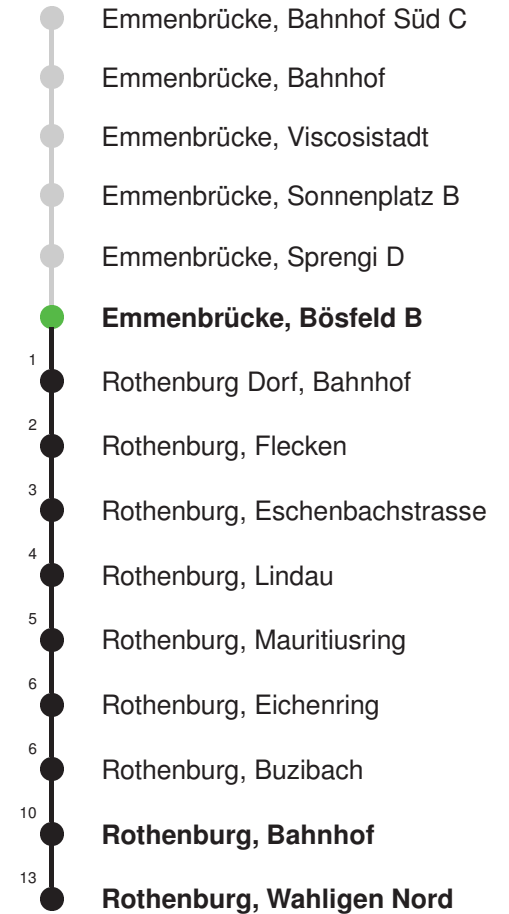 Emmenbrücke, Bahnhof Süd C
Emmenbrücke, Bahnhof
Emmenbrücke, Viscosistadt
Emmenbrücke, Sonnenplatz B
Emmenbrücke, Sprengi D
Emmenbrücke, Bösfeld B
1 Rothenburg Dorf, Bahnhof
2 Rothenburg, Flecken
3 Rothenburg, Eschenbachstrasse
4 Rothenburg, Lindau
5 Rothenburg, Mauritiusring
6 Rothenburg, Eichenring
6 Rothenburg, Buzibach
10 Rothenburg, Bahnhof
13 Rothenburg, Wahligen Nord